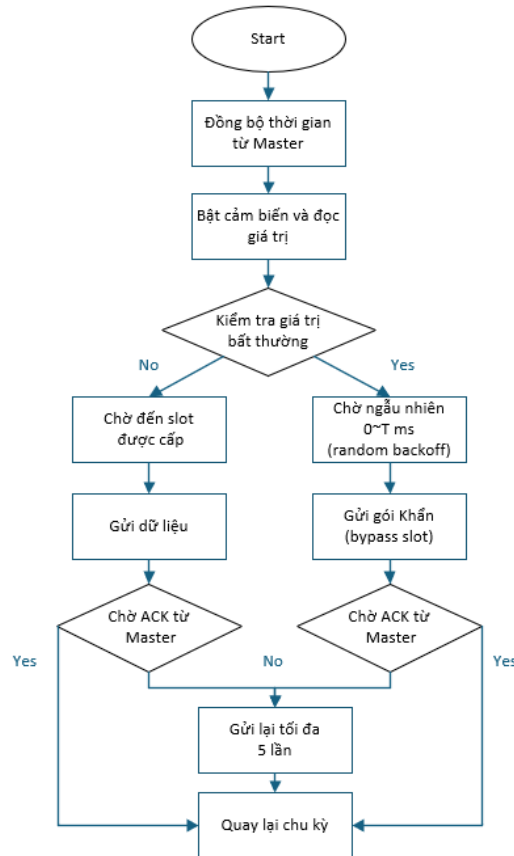 Start
Đồng bộ thời gian
từ Master
Bật cảm biến và đọc
giá trị
Kiểm tra giá trị
bất thường
No
Yes
Chờ đến slot
được cấp
Chờ ngẫu nhiên
0~T ms
(random backoff)
Gửi dữ liệu
Gửi gói Khẩn
(bypass slot)
Chờ ACK từ
Master
Chờ ACK từ
Master
Yes
No
Yes
Gửi lại tối đa
5 lần
Quay lại chu kỳ